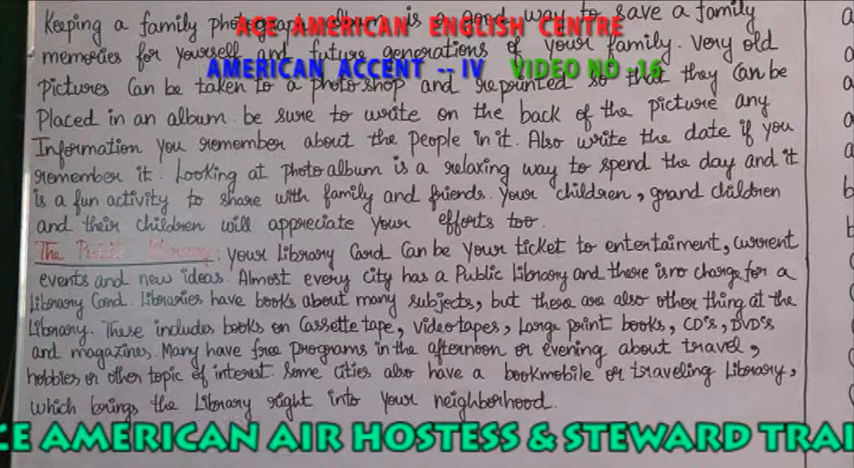 Keeping a family photograph album is a good way to save a family
ACE AMERICAN ENGLISH CENTRE
memories for yourself and future generations of your family. Very old
AMERICAN ACCENT -- IV VIDEO NO -16
pictures can be taken to a photo shop and reprinted so that they can be
Placed in an album. be sure to write on the back of the picture any
Information you remember about the people in it. Also write the date if you
remember it. Looking at photo album is a relaxing way to spend the day and it
is a fun activity to share with family and friends. Your children, grand children
and their children will appreciate your efforts too.
The Public Library: your Library Card Can be your ticket to entertaiment, current
events and new ideas. Almost every city has a Public Library and there is no charge for a
Library Card. Libraries have books about many subjects, but there are also other thing at the
Library. These includes books on Cassette tape, video tapes, Large print books, CD's, DVD's
and magazines. Many have free programs in the afternoon or evening about travel,
hobbies or other topic of interest. Some cities also have a bookmobile or traveling Library,
which brings the Library right into your neighborhood.
CE AMERICAN AIR HOSTESS & STEWARD TRAI